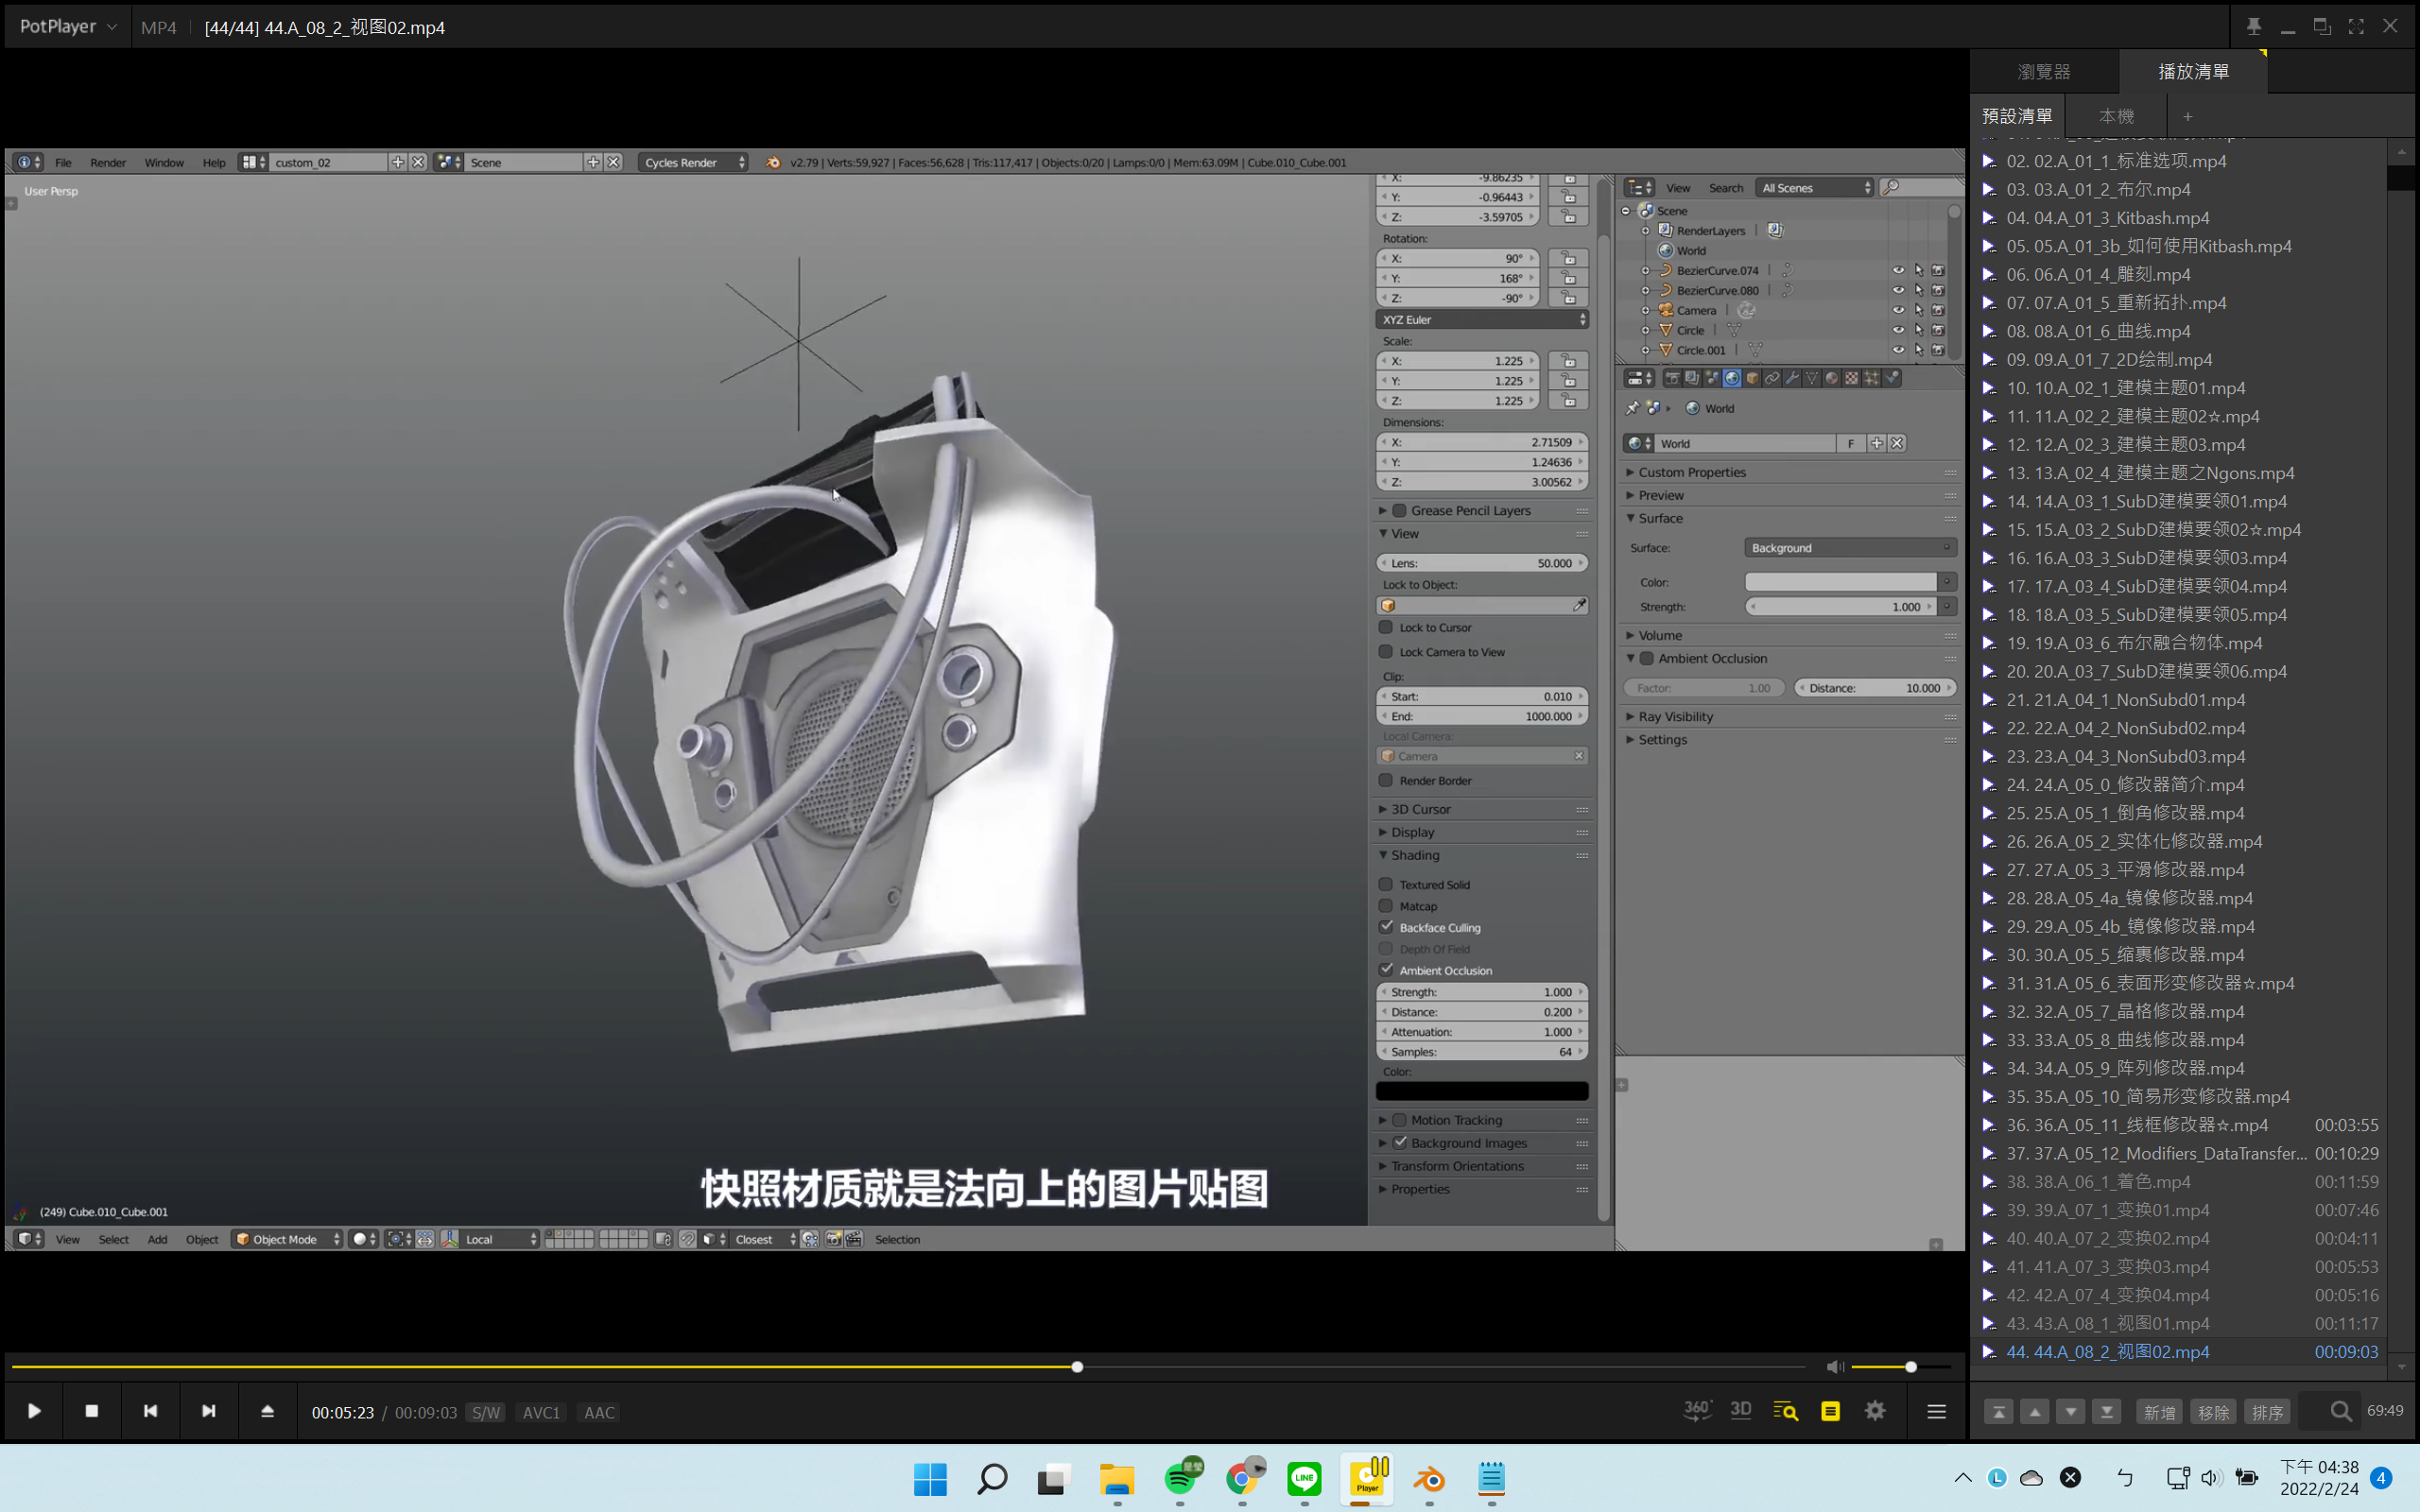 PotPlayer MP4 [44/44] 44.A_08_2_视图02.mp4
瀏覽器 播放清單
預設清單 本機 +
File Render Window Help custom_02 Scene Cycles Render v2.79 | Verts:59,927 | Faces:56,628 | Tris:117,417 | Objects:0/20 | Lamps:0/0 | Mem:63.09M | Cube.010_Cube.001
User Persp
X: -9.86235
Y: -0.96443
Z: -3.59705
Rotation:
X: 90°
Y: 168°
Z: -90°
XYZ Euler
Scale:
X: 1.225
Y: 1.225
Z: 1.225
Dimensions:
X: 2.71509
Y: 1.24636
Z: 3.00562
Grease Pencil Layers
View
Lens: 50.000
Lock to Object:
Lock to Cursor
Lock Camera to View
Clip:
Start: 0.010
End: 1000.000
Local Camera:
Camera
Render Border
3D Cursor
Display
Shading
Textured Solid
Matcap
Backface Culling
Depth Of Field
Ambient Occlusion
Strength: 1.000
Distance: 0.200
Attenuation: 1.000
Samples: 64
Color:
Motion Tracking
Background Images
Transform Orientations
Properties
View Search All Scenes
Scene
RenderLayers
World
BezierCurve.074
BezierCurve.080
Camera
Circle
Circle.001
World
World F
Custom Properties
Preview
Surface
Surface: Background
Color:
Strength: 1.000
Volume
Ambient Occlusion
Factor: 1.00 Distance: 10.000
Ray Visibility
Settings
快照材质就是法向上的图片贴图
(249) Cube.010_Cube.001
View Select Add Object Object Mode Local Closest Selection
02. 02.A_01_1_标准选项.mp4
03. 03.A_01_2_布尔.mp4
04. 04.A_01_3_Kitbash.mp4
05. 05.A_01_3b_如何使用Kitbash.mp4
06. 06.A_01_4_雕刻.mp4
07. 07.A_01_5_重新拓扑.mp4
08. 08.A_01_6_曲线.mp4
09. 09.A_01_7_2D绘制.mp4
10. 10.A_02_1_建模主题01.mp4
11. 11.A_02_2_建模主题02☆.mp4
12. 12.A_02_3_建模主题03.mp4
13. 13.A_02_4_建模主题之Ngons.mp4
14. 14.A_03_1_SubD建模要领01.mp4
15. 15.A_03_2_SubD建模要领02☆.mp4
16. 16.A_03_3_SubD建模要领03.mp4
17. 17.A_03_4_SubD建模要领04.mp4
18. 18.A_03_5_SubD建模要领05.mp4
19. 19.A_03_6_布尔融合物体.mp4
20. 20.A_03_7_SubD建模要领06.mp4
21. 21.A_04_1_NonSubd01.mp4
22. 22.A_04_2_NonSubd02.mp4
23. 23.A_04_3_NonSubd03.mp4
24. 24.A_05_0_修改器简介.mp4
25. 25.A_05_1_倒角修改器.mp4
26. 26.A_05_2_实体化修改器.mp4
27. 27.A_05_3_平滑修改器.mp4
28. 28.A_05_4a_镜像修改器.mp4
29. 29.A_05_4b_镜像修改器.mp4
30. 30.A_05_5_缩裹修改器.mp4
31. 31.A_05_6_表面形变修改器☆.mp4
32. 32.A_05_7_晶格修改器.mp4
33. 33.A_05_8_曲线修改器.mp4
34. 34.A_05_9_阵列修改器.mp4
35. 35.A_05_10_简易形变修改器.mp4
36. 36.A_05_11_线框修改器☆.mp4 00:03:55
37. 37.A_05_12_Modifiers_DataTransfer... 00:10:29
38. 38.A_06_1_着色.mp4 00:11:59
39. 39.A_07_1_变换01.mp4 00:07:46
40. 40.A_07_2_变换02.mp4 00:04:11
41. 41.A_07_3_变换03.mp4 00:05:53
42. 42.A_07_4_变换04.mp4 00:05:16
43. 43.A_08_1_视图01.mp4 00:11:17
44. 44.A_08_2_视图02.mp4 00:09:03
00:05:23 / 00:09:03 S/W AVC1 AAC 360° 3D
新增 移除 排序 69:49
LINE Player L
下午 04:38
2022/2/24 4